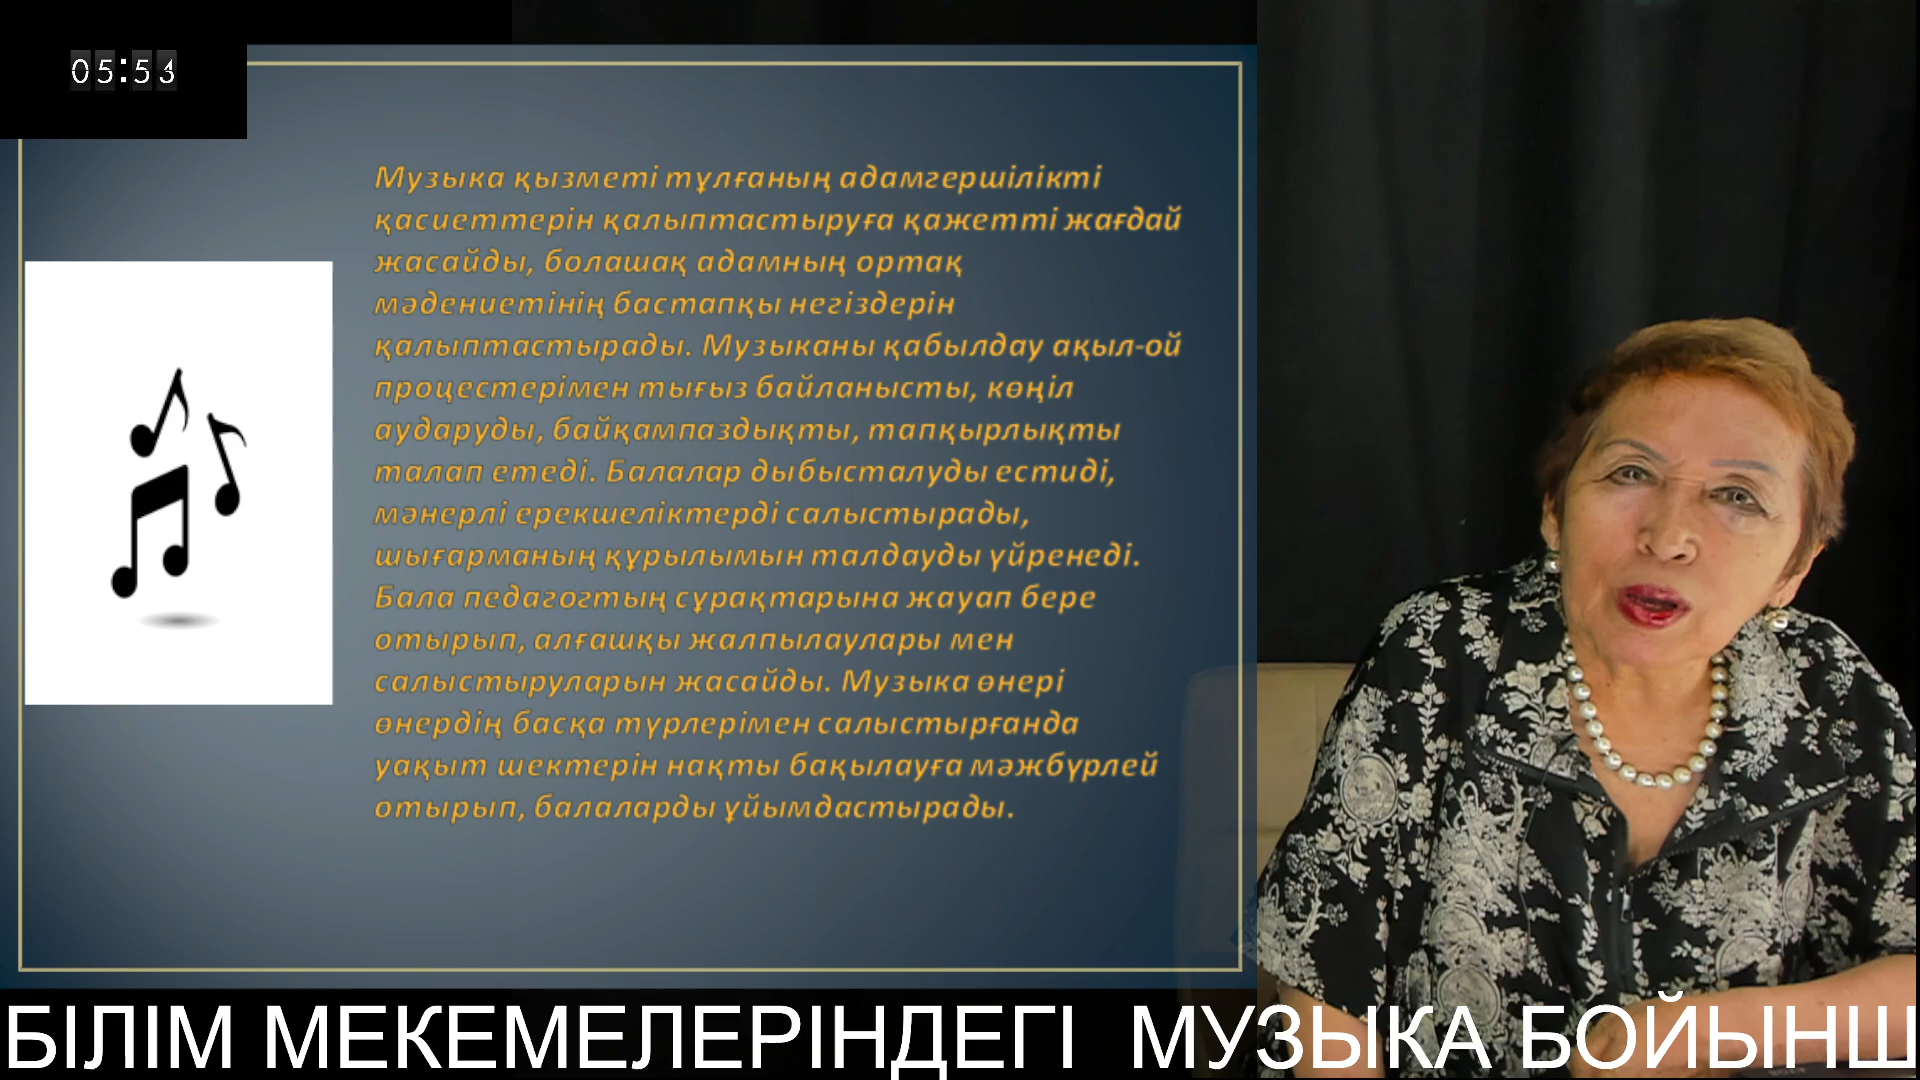 05:53
Музыка қызметі тұлғаның адамгершілікті
қасиеттерін қалыптастыруға қажетті жағдай
жасайды, болашақ адамның ортақ
мәдениетінің бастапқы негіздерін
қалыптастырады. Музыканы қабылдау ақыл-ой
процестерімен тығыз байланысты, көңіл
аударуды, байқампаздықты, тапқырлықты
талап етеді. Балалар дыбысталуды естиді,
мәнерлі ерекшеліктерді салыстырады,
шығарманың құрылымын талдауды үйренеді.
Бала педагогтың сұрақтарына жауап бере
отырып, алғашқы жалпылаулары мен
салыстыруларын жасайды. Музыка өнері
өнердің басқа түрлерімен салыстырғанда
уақыт шектерін нақты бақылауға мәжбүрлей
отырып, балаларды ұйымдастырады.
БІЛІМ МЕКЕМЕЛЕРІНДЕГІ МУЗЫКА БОЙЫНШ